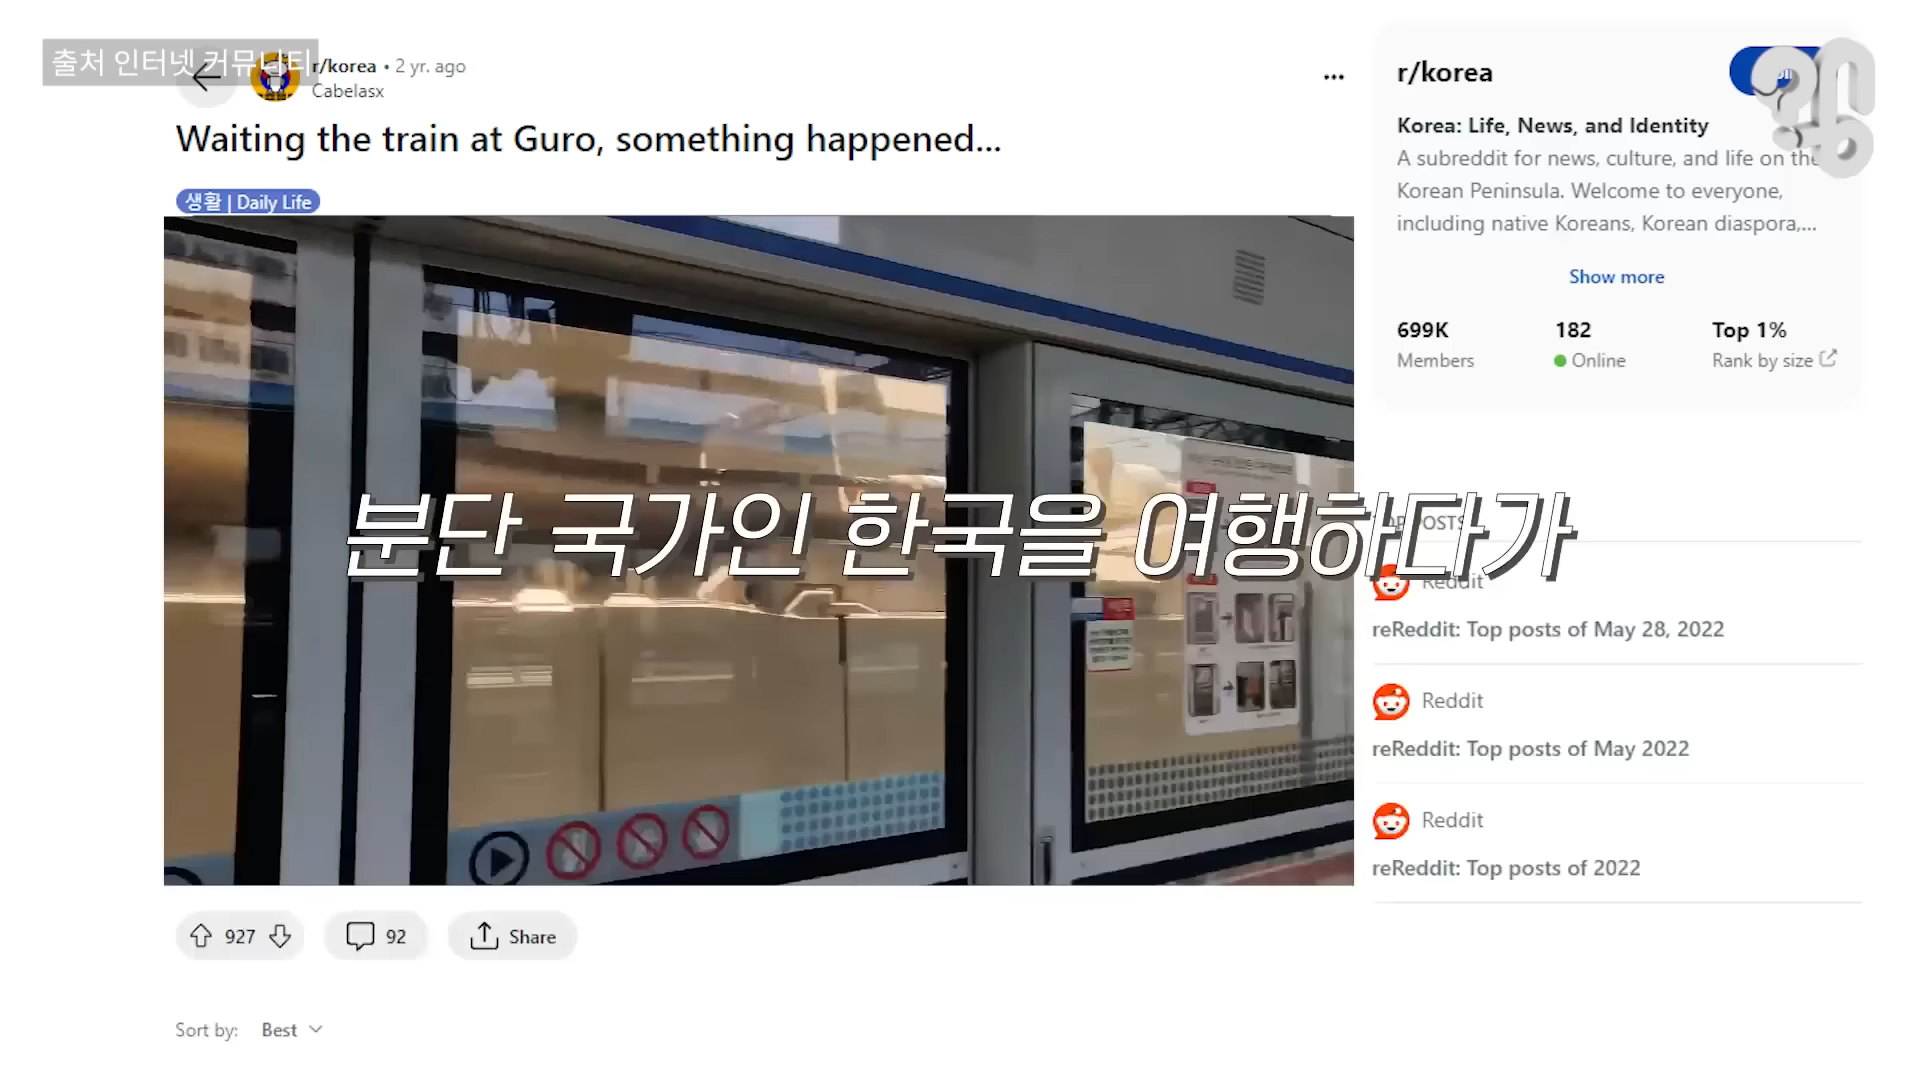 출처 인터넷 커뮤니티
r/korea • 2 yr. ago
Cabelasx
Waiting the train at Guro, something happened...
생활 | Daily Life
분단 국가인 한국을 여행하다가
927
92
Share
Sort by: Best
r/korea
Korea: Life, News, and Identity
A subreddit for news, culture, and life on the
Korean Peninsula. Welcome to everyone,
including native Koreans, Korean diaspora,...
Show more
699K
Members
182
Online
Top 1%
Rank by size
TOP POSTS
Reddit
reReddit: Top posts of May 28, 2022
Reddit
reReddit: Top posts of May 2022
Reddit
reReddit: Top posts of 2022